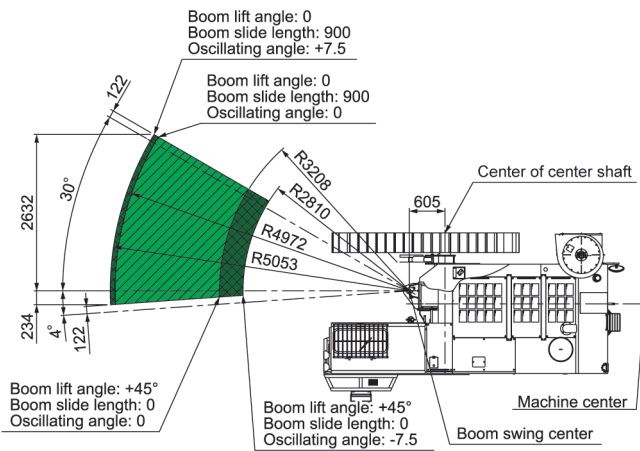 Boom lift angle: 0
Boom slide length: 900
Oscillating angle: +7.5
Boom lift angle: 0
Boom slide length: 900
Oscillating angle: 0
122
30°
2632
R3208
R2810
R4972
R5053
605
Center of center shaft
234
4°
122
Boom lift angle: +45°
Boom slide length: 0
Oscillating angle: 0
Boom lift angle: +45°
Boom slide length: 0
Oscillating angle: -7.5
Machine center
Boom swing center